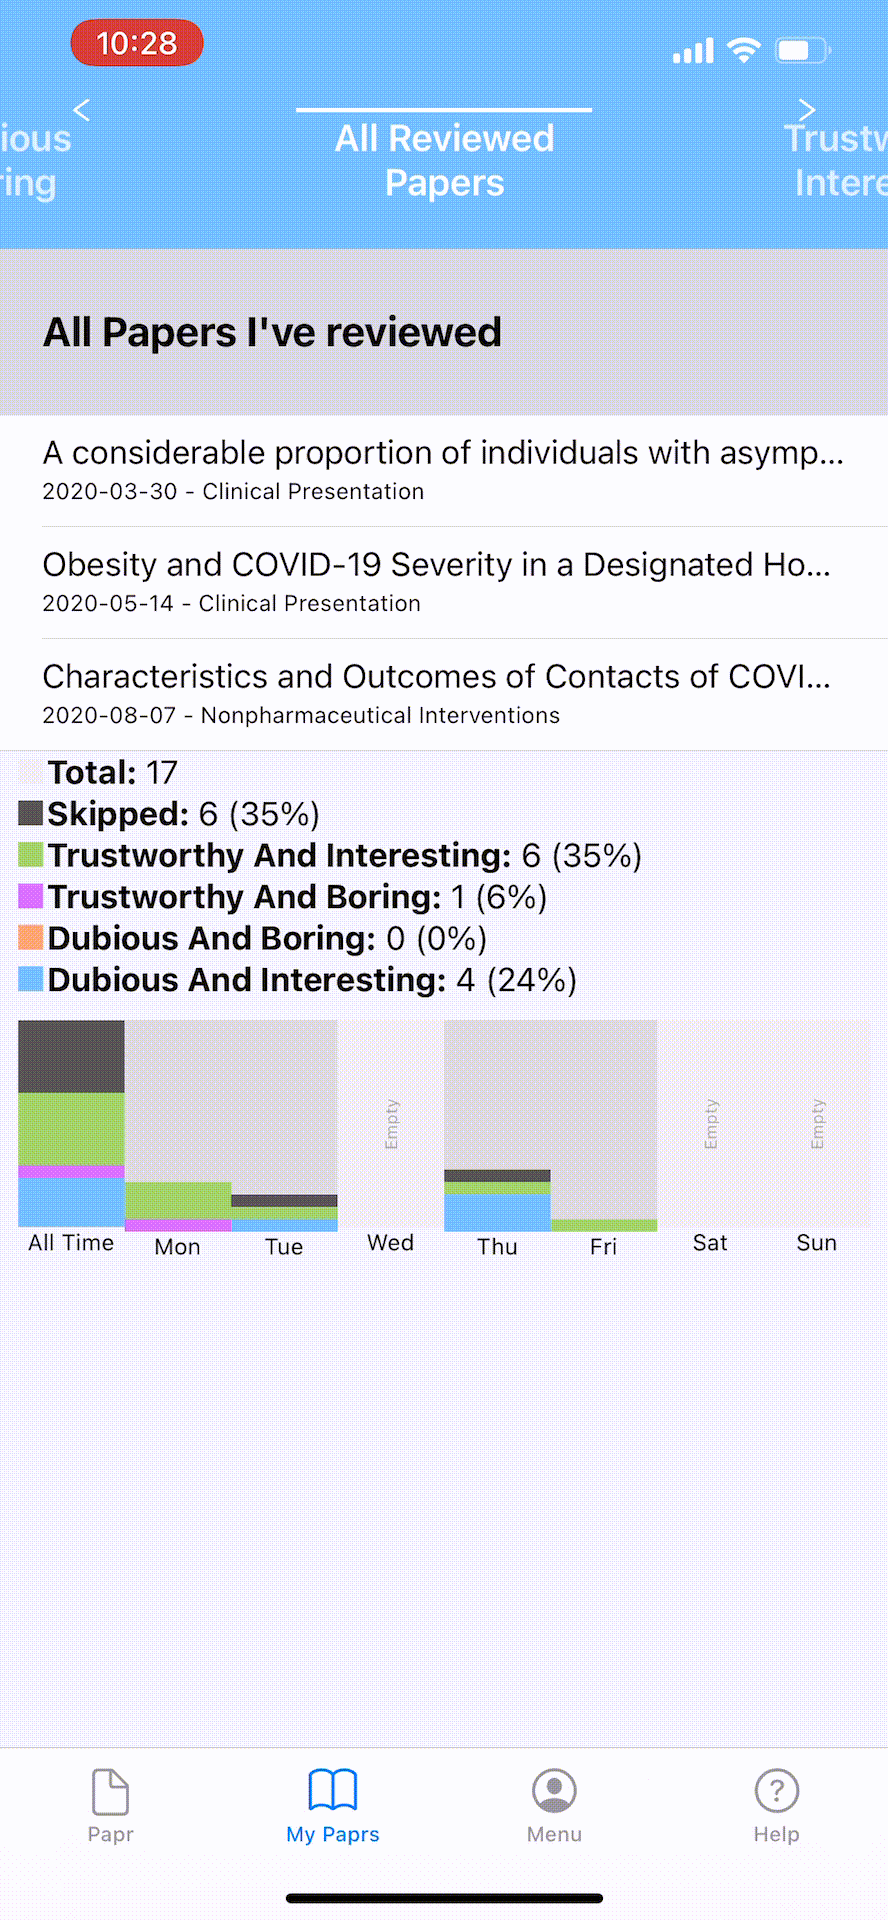 10:28
<
>
ious
ring
All Reviewed
Papers
Trustw
Intere
All Papers I've reviewed
A considerable proportion of individuals with asymp...
2020-03-30 - Clinical Presentation
Obesity and COVID-19 Severity in a Designated Ho...
2020-05-14 - Clinical Presentation
Characteristics and Outcomes of Contacts of COVI...
2020-08-07 - Nonpharmaceutical Interventions
Total: 17
Skipped: 6 (35%)
Trustworthy And Interesting: 6 (35%)
Trustworthy And Boring: 1 (6%)
Dubious And Boring: 0 (0%)
Dubious And Interesting: 4 (24%)
Empty
Empty
Empty
All Time Mon Tue Wed Thu Fri Sat Sun
Papr My Paprs Menu Help